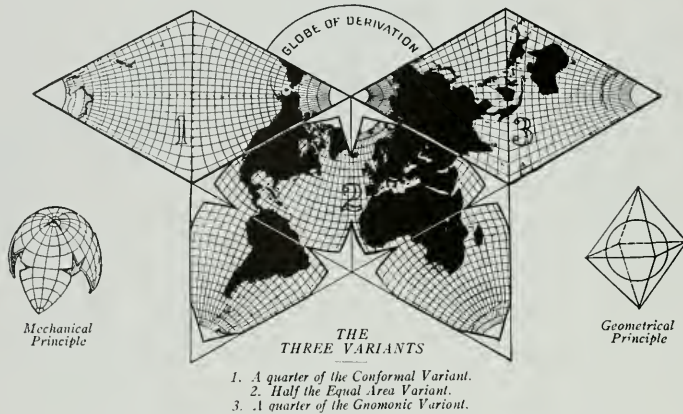 GLOBE OF DERIVATION
1
2
3
Mechanical
Principle
Geometrical
Principle
THE
THREE VARIANTS
1. A quarter of the Conformal Variant.
2. Half the Equal Area Variant.
3. A quarter of the Gnomonic Variant.